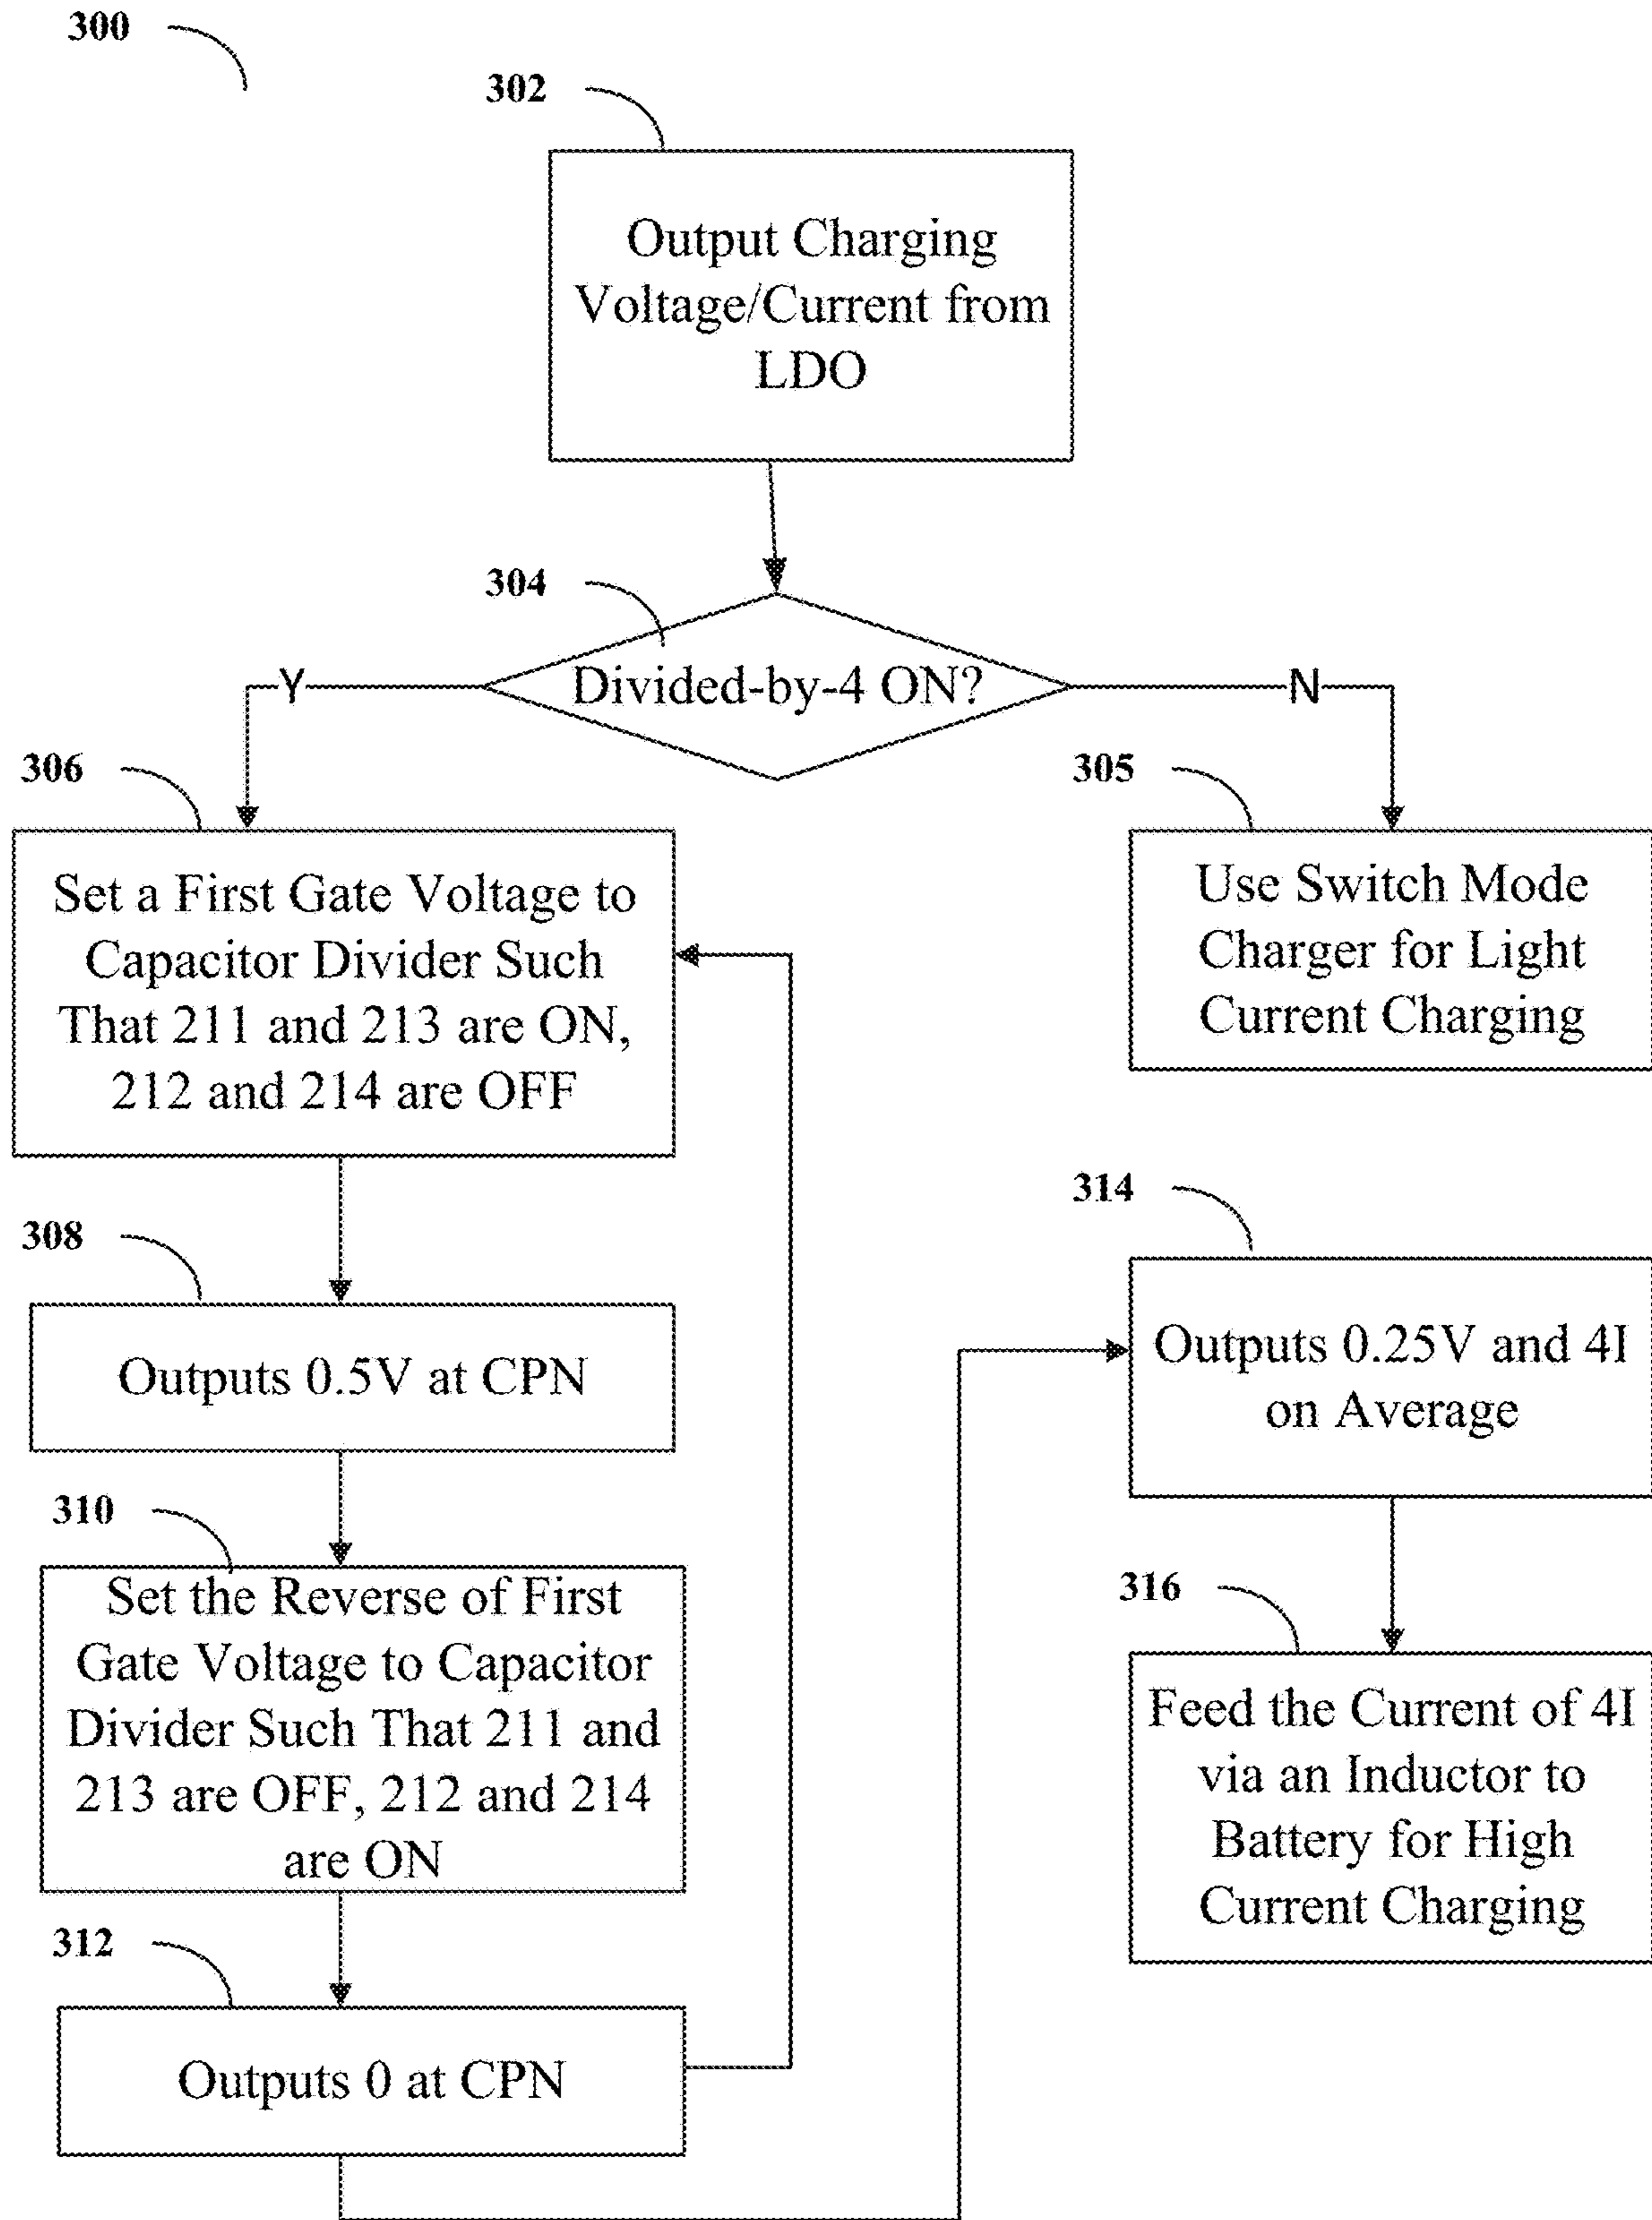 300
302
Output Charging
Voltage/Current from
LDO
304
Divided-by-4 ON?
Y
N
306
Set a First Gate Voltage to
Capacitor Divider Such
That 211 and 213 are ON,
212 and 214 are OFF
305
Use Switch Mode
Charger for Light
Current Charging
308
Outputs 0.5V at CPN
310
Set the Reverse of First
Gate Voltage to Capacitor
Divider Such That 211 and
213 are OFF, 212 and 214
are ON
312
Outputs 0 at CPN
314
Outputs 0.25V and 4I
on Average
316
Feed the Current of 4I
via an Inductor to
Battery for High
Current Charging